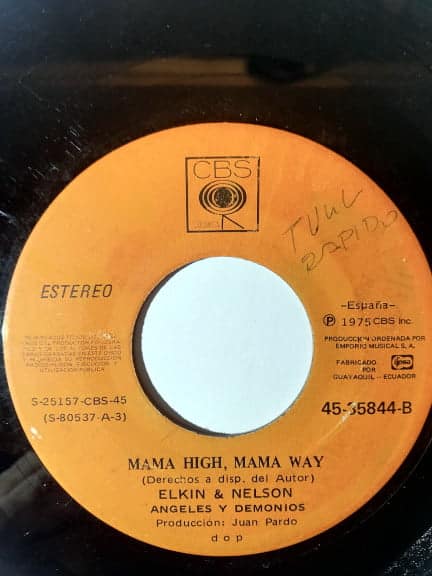 CBS
TULL
RAPIDO
ESTEREO
-España-
Ⓟ 1975 CBS Inc.
PRODUCCION ORDENADA POR
EMPORIO MUSICAL S.A.
FABRICADO
POR
GUAYAQUIL - ECUADOR
S-25157-CBS-45
(S-80537-A-3)
45-35844-B
MAMA HIGH, MAMA WAY
(Derechos a disp. del Autor)
ELKIN & NELSON
ANGELES Y DEMONIOS
Producción: Juan Pardo
dop